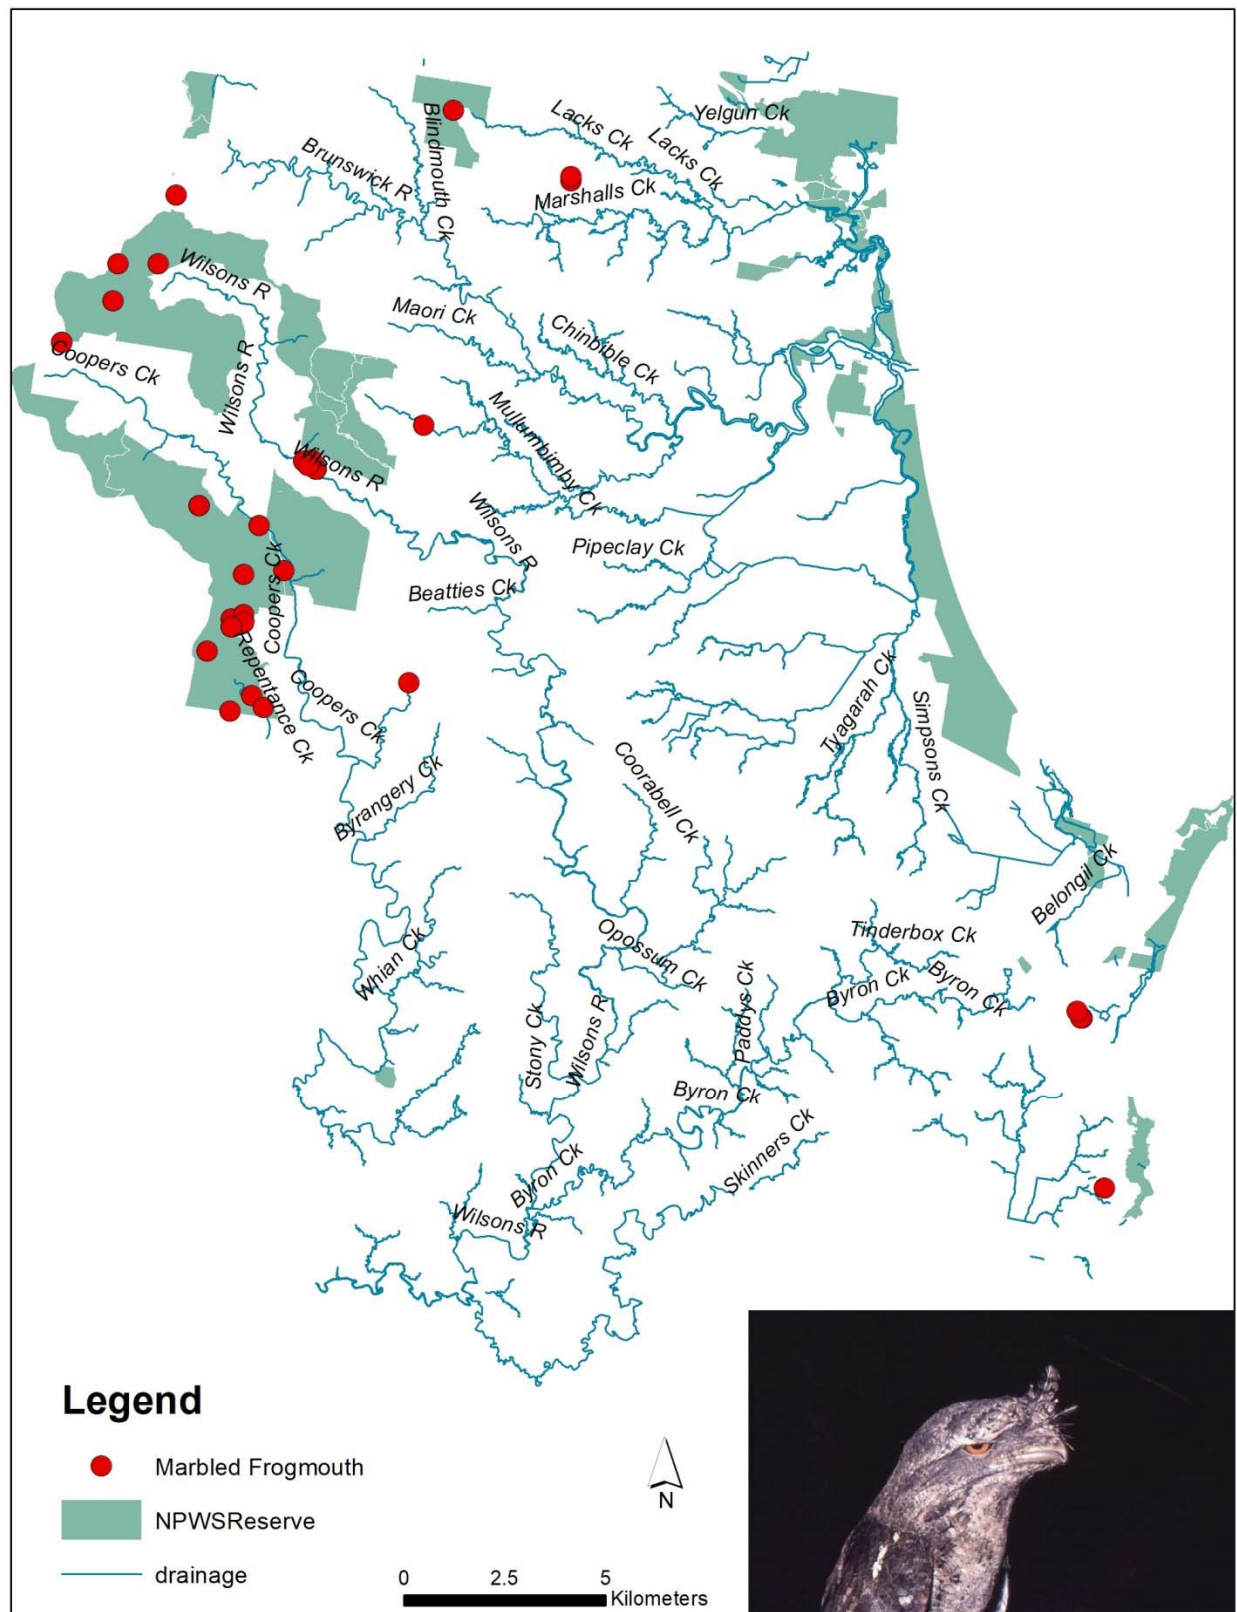 Yelgun Ck
Lacks Ck
Lacks Ck
Blindmouth Ck
Brunswick R
Marshalls Ck
Wilsons R
Maori Ck
Chinbible Ck
Coopers Ck
Wilsons R
Mullumbimby Ck
Wilsons R
Wilsons R
Pipeclay Ck
Beatties Ck
Coopers Ck
Repentance Ck
Coopers Ck
Tyagarah Ck
Simpsons Ck
Coorabell Ck
Byrangery Ck
Belongil Ck
Tinderbox Ck
Opossum Ck
Whian Ck
Byron Ck
Byron Ck
Paddys Ck
Stony Ck
Wilsons R
Byron Ck
Skinners Ck
Byron Ck
Wilsons R
Legend
Marbled Frogmouth
NPWSReserve
drainage
N
0 2.5 5
Kilometers